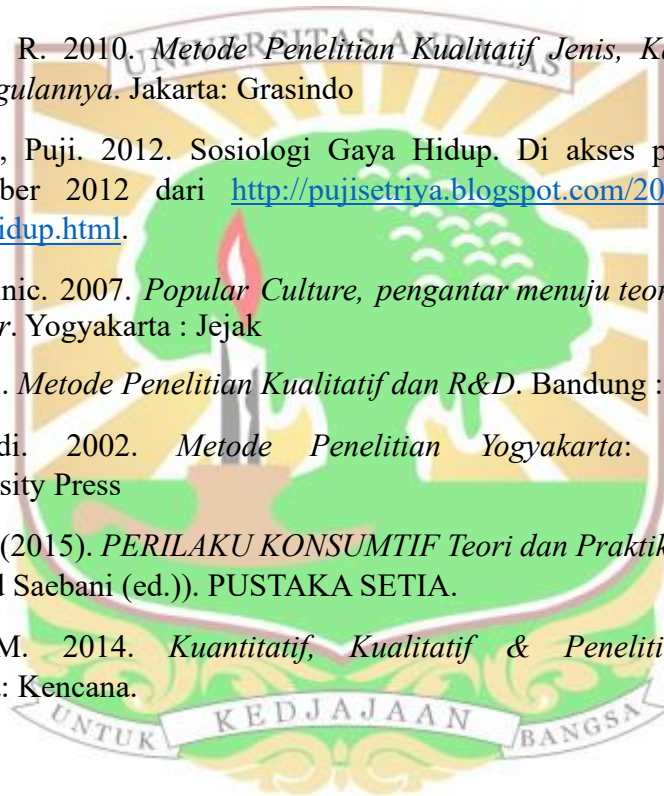 UNIVERSITAS ANDALAS
R. 2010. Metode Penelitian Kualitatif Jenis,
gulannya. Jakarta: Grasindo
, Puji. 2012. Sosiologi Gaya Hidup. Di akses
ber 2012 dari http://pujisetriya.blogspot.com/20
idup.html.
nic. 2007. Popular Culture, pengantar menuju teor
r. Yogyakarta : Jejak
. Metode Penelitian Kualitatif dan R&D. Bandung :
di. 2002. Metode Penelitian Yogyakarta:
sity Press
(2015). PERILAKU KONSUMTIF Teori dan Praktik
d Saebani (ed.)). PUSTAKA SETIA.
M. 2014. Kuantitatif, Kualitatif & Peneliti
: Kencana.
UNTUK KEDJAJAAN BANGSA